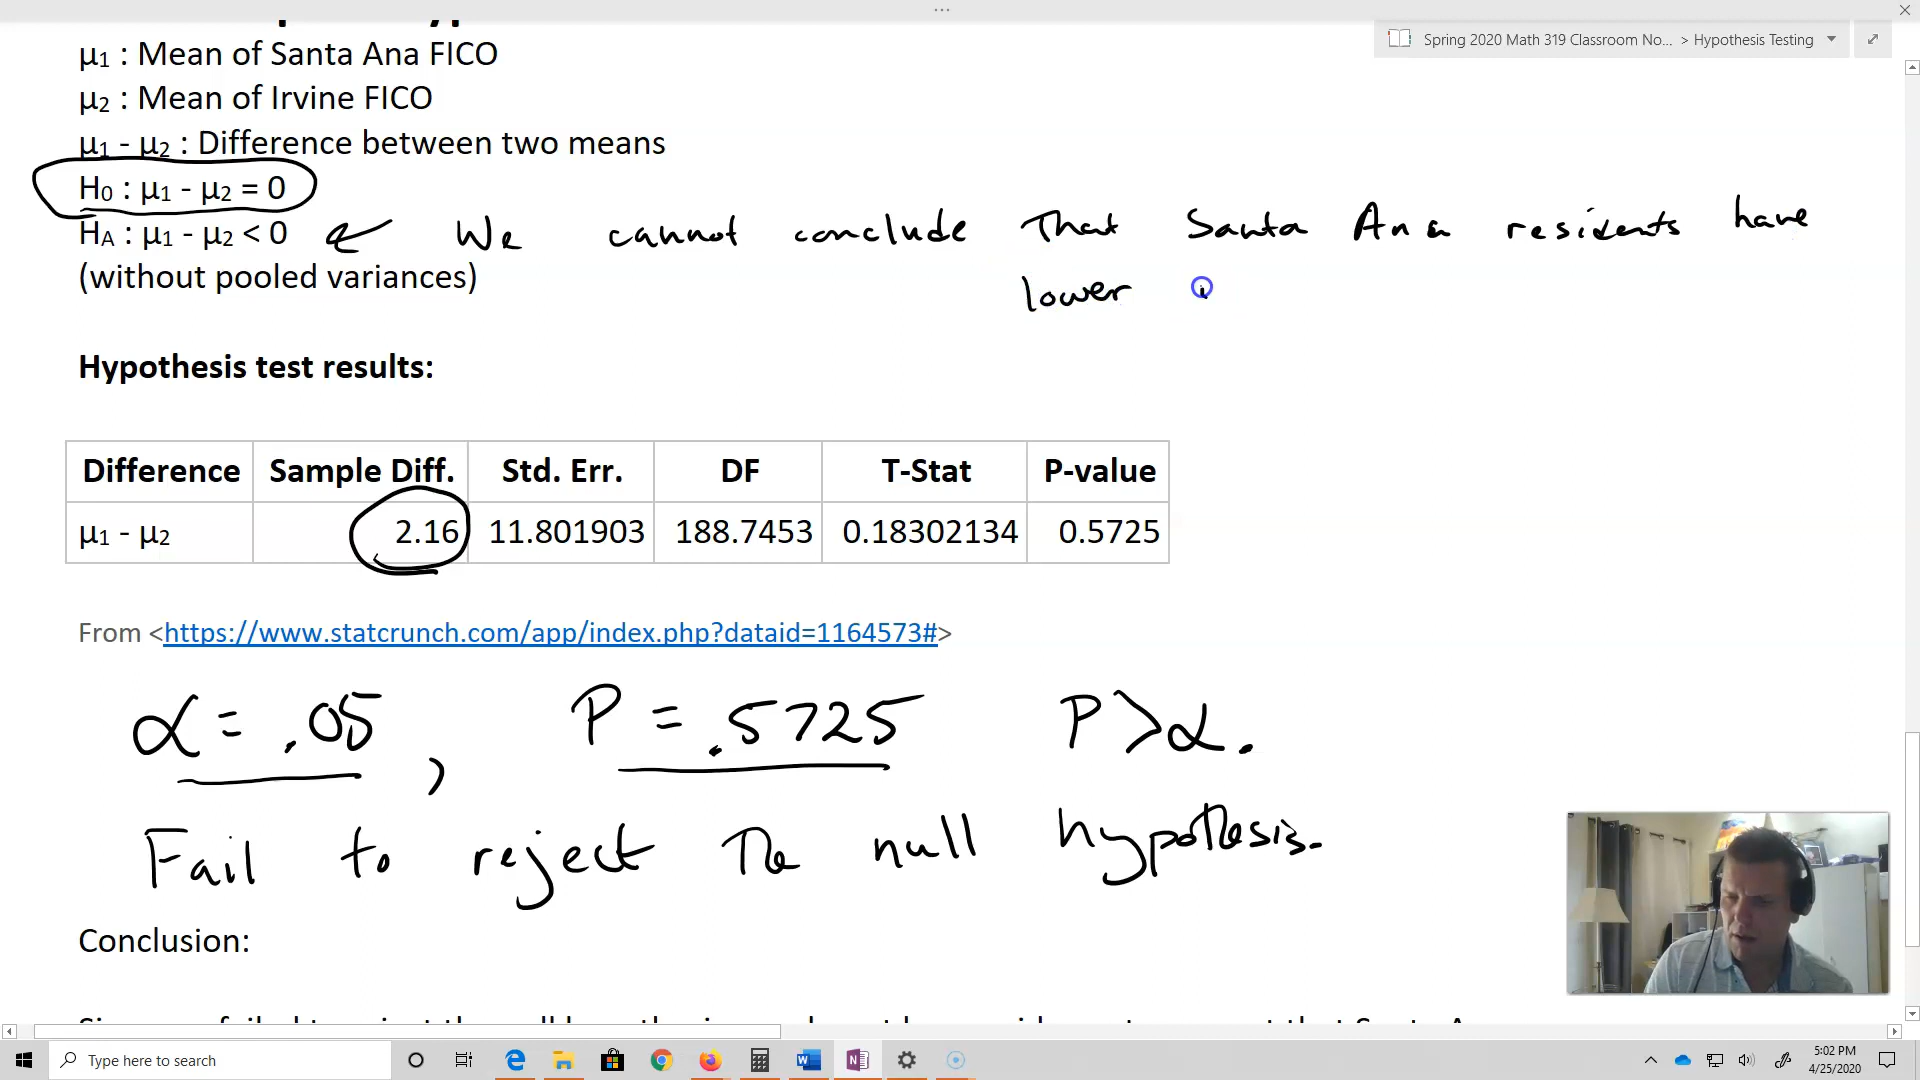 Spring 2020 Math 319 Classroom No... > Hypothesis Testing
μ1 : Mean of Santa Ana FICO
μ2 : Mean of Irvine FICO
μ1 - μ2 : Difference between two means
H0 : μ1 - μ2 = 0
HA : μ1 - μ2 < 0 We cannot conclude that Santa Ana residents have
(without pooled variances) lower
Hypothesis test results:
Difference Sample Diff. Std. Err. DF T-Stat P-value
μ1 - μ2 2.16 11.801903 188.7453 0.18302134 0.5725
From <https://www.statcrunch.com/app/index.php?dataid=1164573#>
α = .05, P = .5725 P > α.
Fail to reject the null hypothesis.
Conclusion:
Type here to search
5:02 PM
4/25/2020